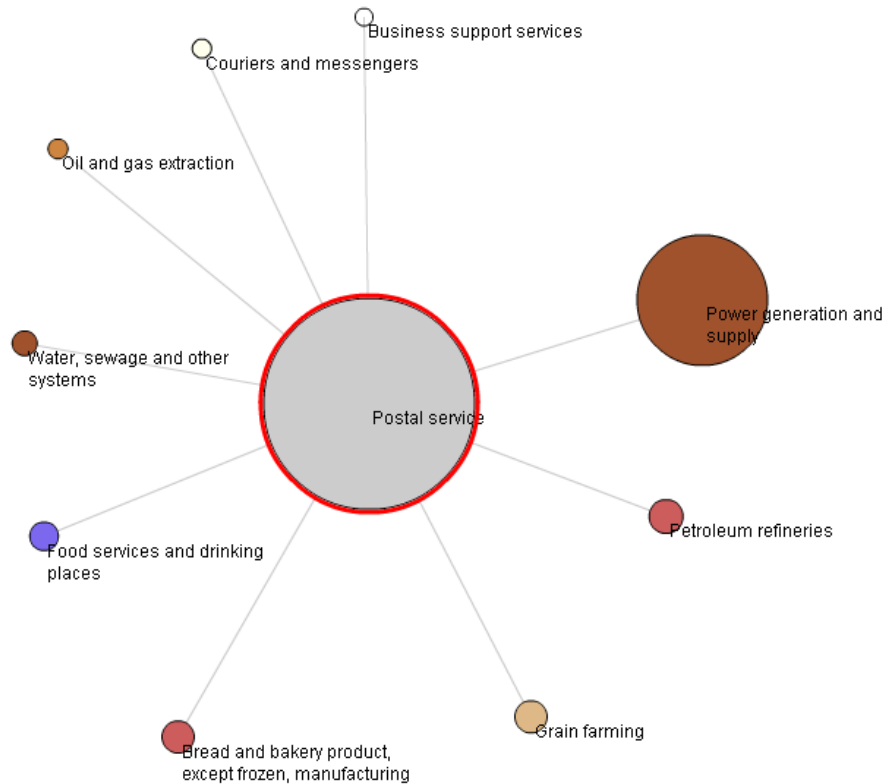 Business support services
Couriers and messengers
Oil and gas extraction
Power generation and
supply
Water, sewage and other
systems
Postal service
Petroleum refineries
Food services and drinking
places
Grain farming
Bread and bakery product,
except frozen, manufacturing